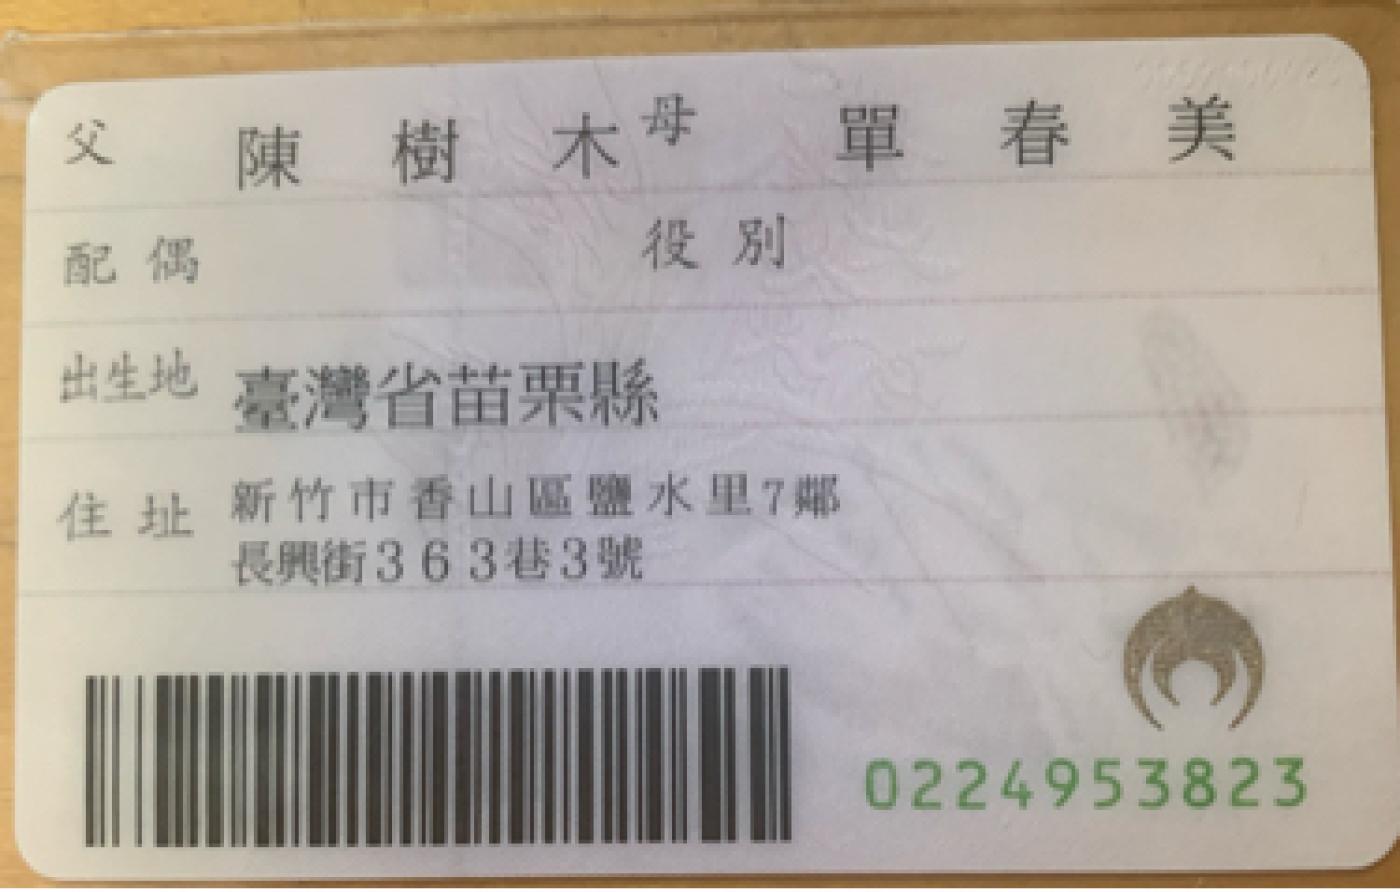 父 陳樹木 母 單春美
配偶 役別
出生地 臺灣省苗栗縣
住址 新竹市香山區鹽水里7鄰
長興街363巷3號
0224953823